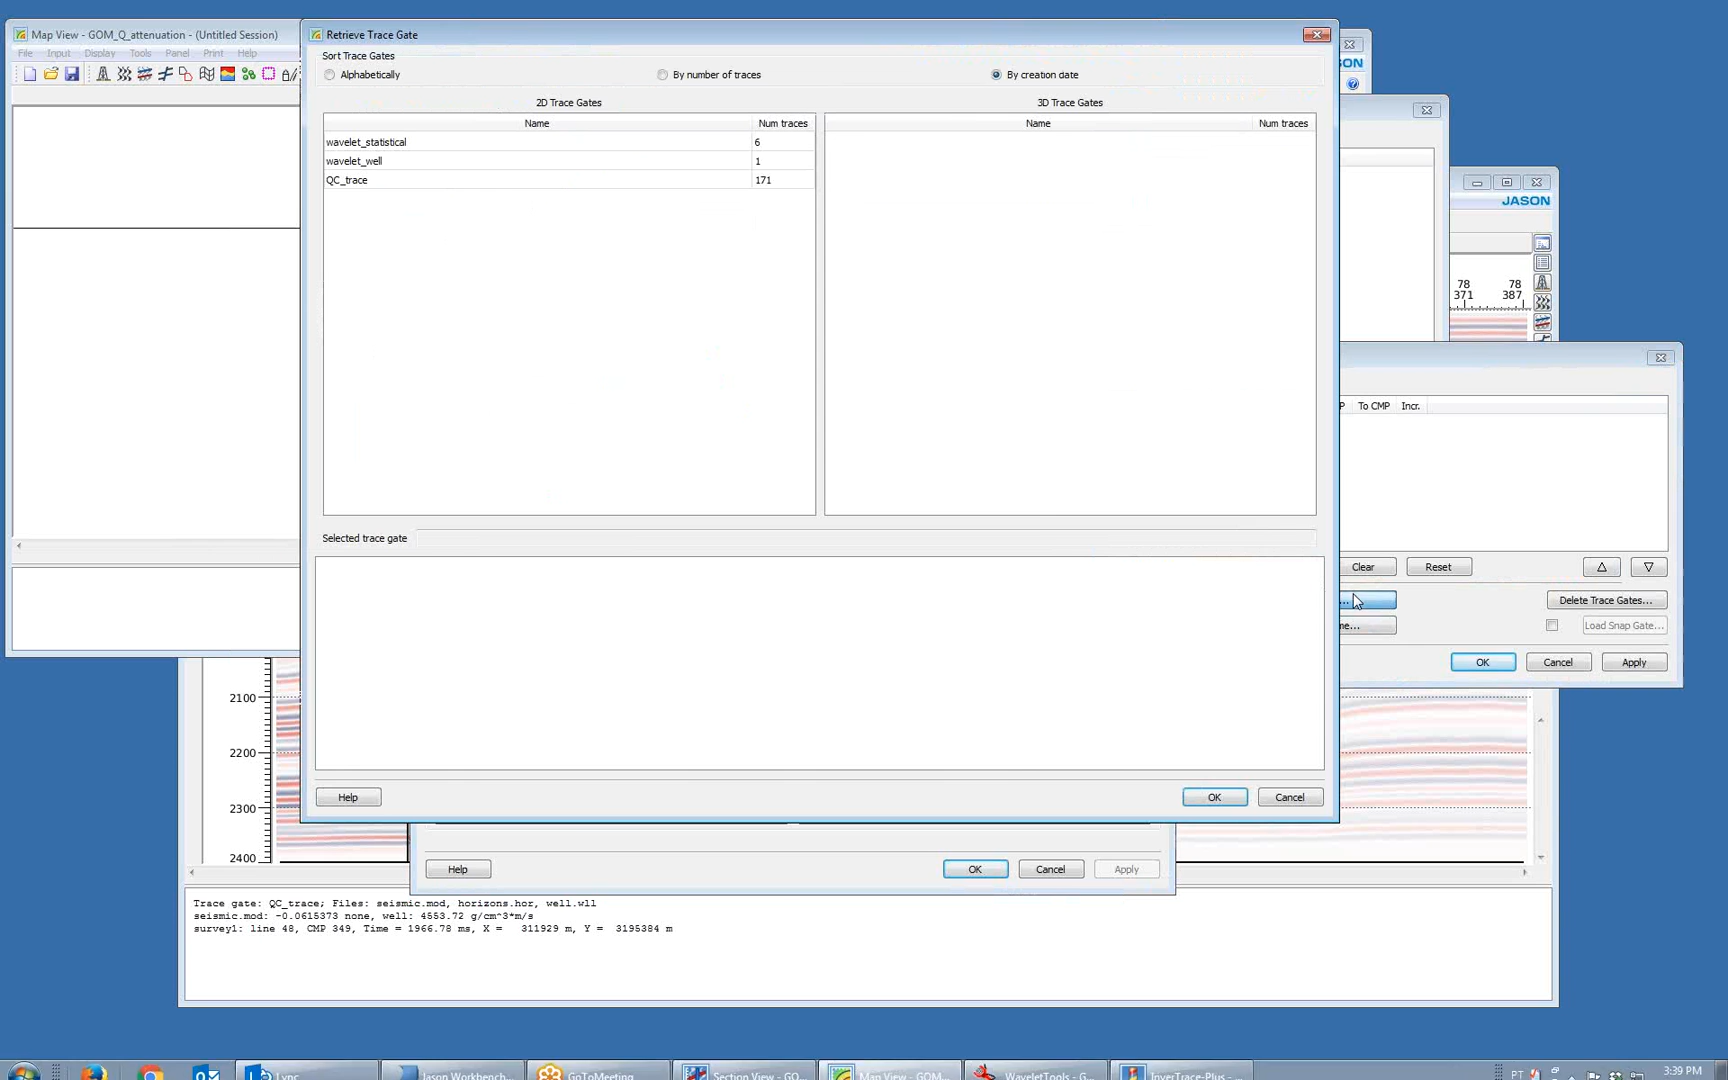 Map View - GOM_Q_attenuation - (Untitled Session)
File Input Display Tools Panel Print Help
Retrieve Trace Gate
Sort Trace Gates
Alphabetically By number of traces By creation date
2D Trace Gates
Name Num traces
wavelet_statistical 6
wavelet_well 1
QC_trace 171
3D Trace Gates
Name Num traces
Selected trace gate
Help OK Cancel
JASON
78 78
371 387
To CMP Incr.
Clear Reset
Delete Trace Gates...
Load Snap Gate...
OK Cancel Apply
2100
2200
2300
2400
Help OK Cancel Apply
Trace gate: QC_trace; Files: seismic.mod, horizons.hor, well.wll
seismic.mod: -0.0615373 none, well: 4553.72 g/cm^3*m/s
survey1: line 48, CMP 349, Time = 1966.78 ms, X = 311929 m, Y = 3195384 m
Lync Jason Workbench... GoToMeeting Section View - GO... Map View - GOM... WaveletTools - G... InverTrace-Plus - ...
PT 3:39 PM